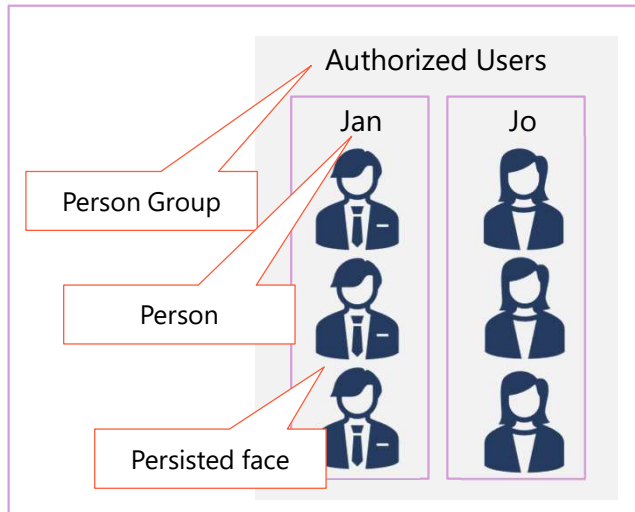 Authorized Users
Jan
Jo
Person Group
Person
Persisted face